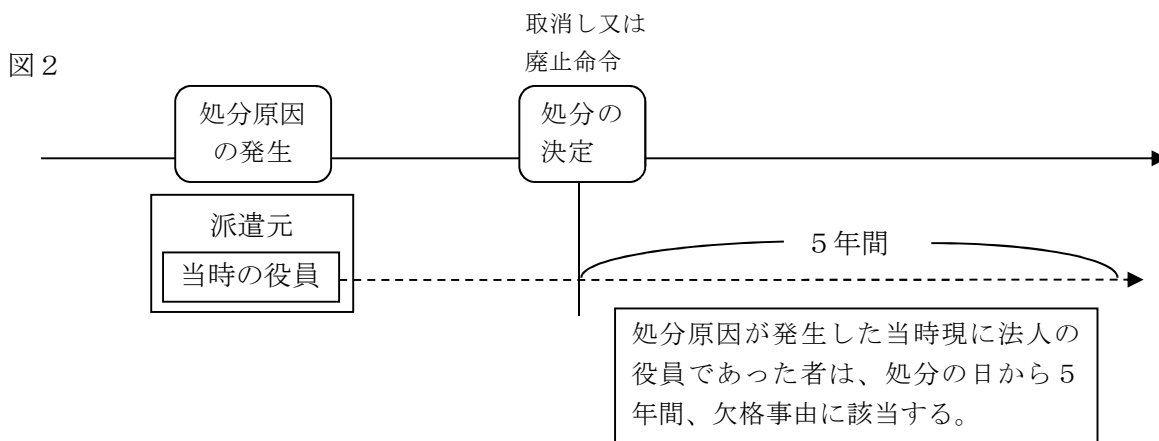 図２
取消し又は
廃止命令
処分原因
の発生
処分の
決定
派遣元
当時の役員
５年間
処分原因が発生した当時現に法人の
役員であった者は、処分の日から５
年間、欠格事由に該当する。